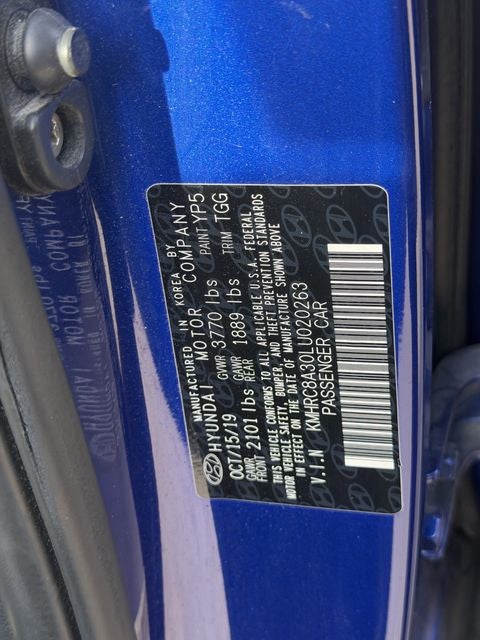 MANUFACTURED IN KOREA BY
HYUNDAI MOTOR COMPANY
OCT/15/19 GVWR 3770 lbs PAINT YP5
GAWR FRONT 2101 lbs GAWR REAR 1889 lbs TRIM TGG
THIS VEHICLE CONFORMS TO ALL APPLICABLE U.S.A. FEDERAL
MOTOR VEHICLE SAFETY, BUMPER, AND THEFT PREVENTION STANDARDS
IN EFFECT ON THE DATE OF MANUFACTURE SHOWN ABOVE
V.I.N KMHRC8A30LU020263
PASSENGER CAR